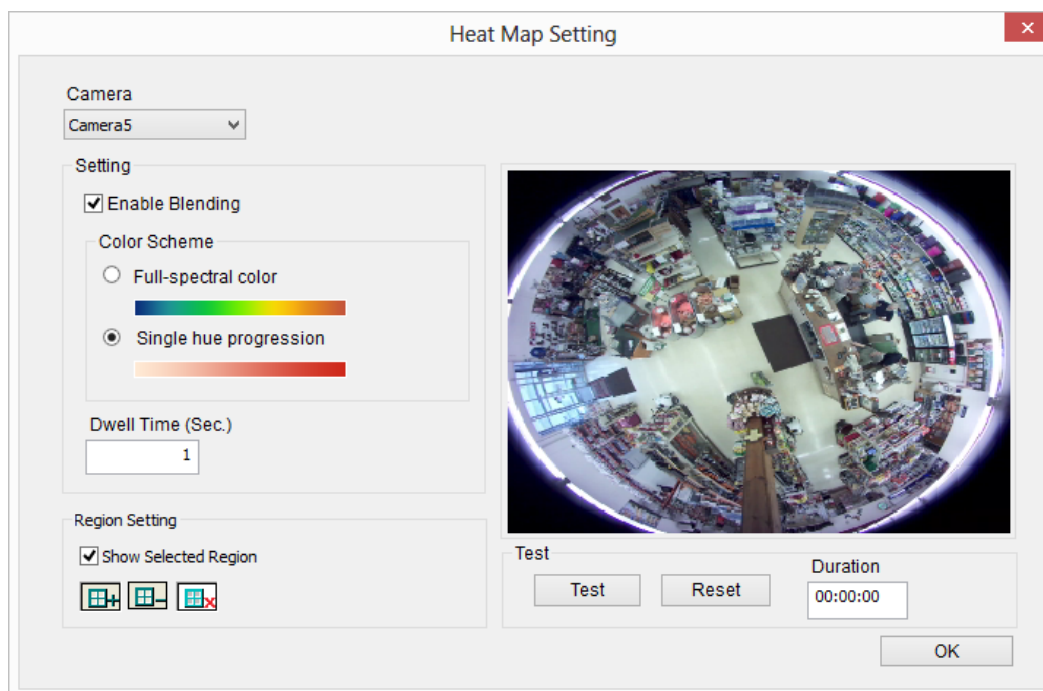 Heat Map Setting
Camera
Camera5
Setting
Enable Blending
Color Scheme
Full-spectral color
Single hue progression
Dwell Time (Sec.)
1
Region Setting
Show Selected Region
Test
Test
Reset
Duration
00:00:00
OK